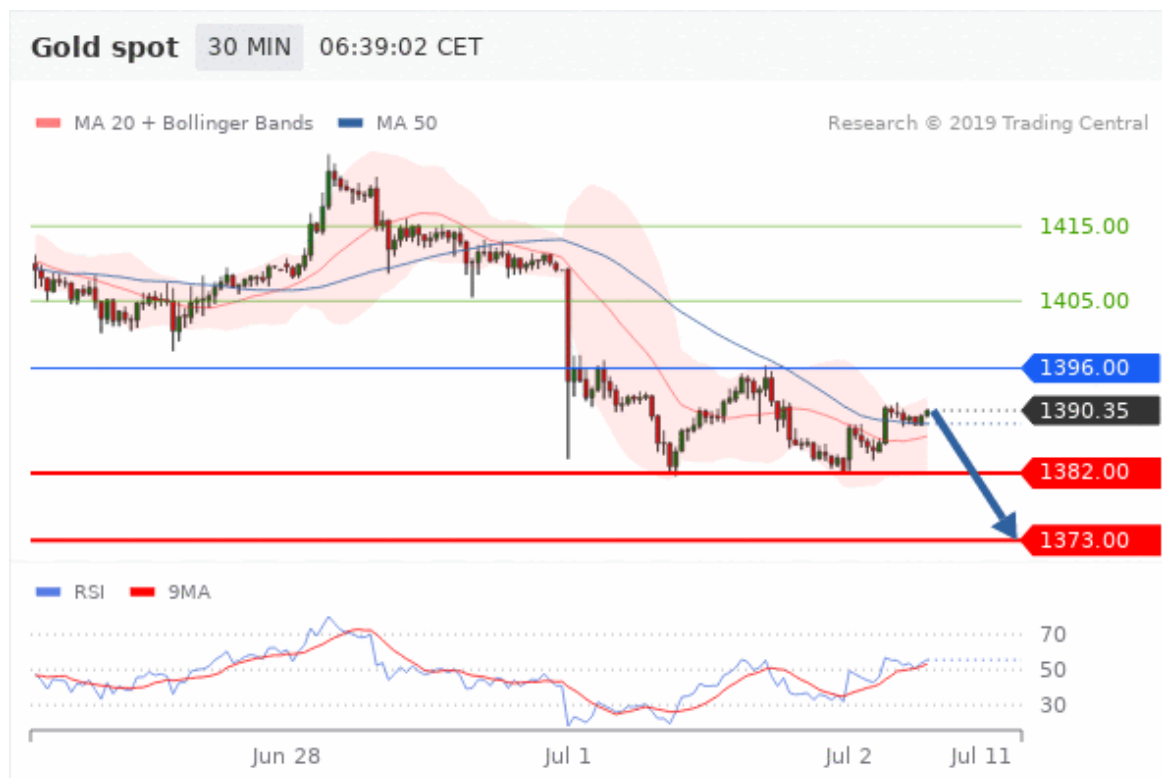 Gold spot 30 MIN 06:39:02 CET
MA 20 + Bollinger Bands MA 50 Research © 2019 Trading Central
1415.00
1405.00
1396.00
1390.35
1382.00
1373.00
RSI 9MA
70
50
30
Jun 28 Jul 1 Jul 2 Jul 11